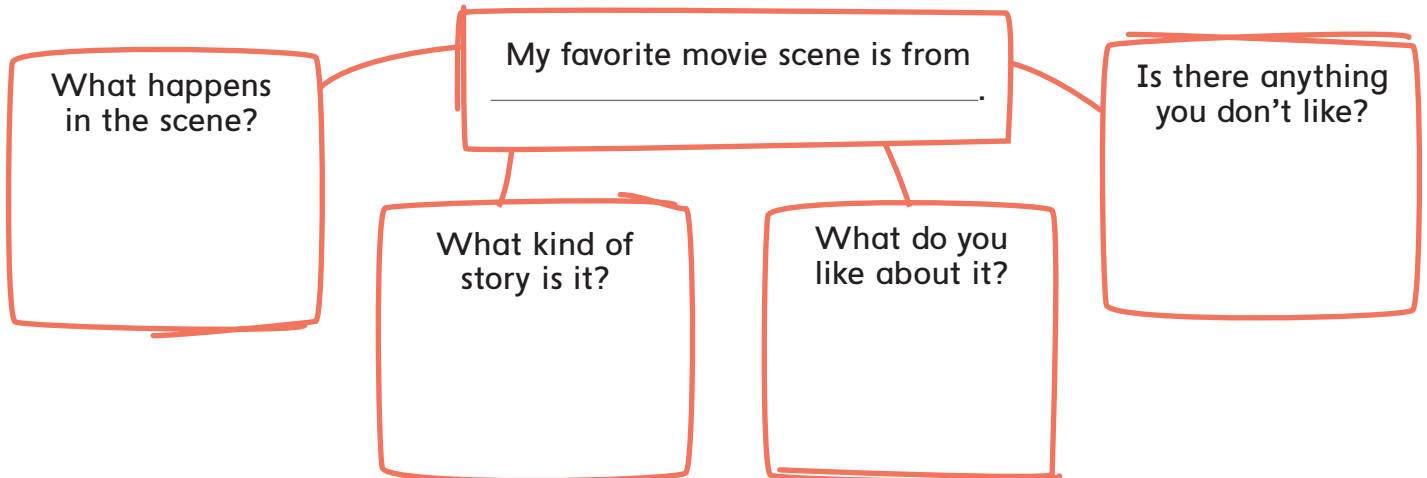 My favorite movie scene is from
.
What happens
in the scene?
What kind of
story is it?
What do you
like about it?
Is there anything
you don’t like?